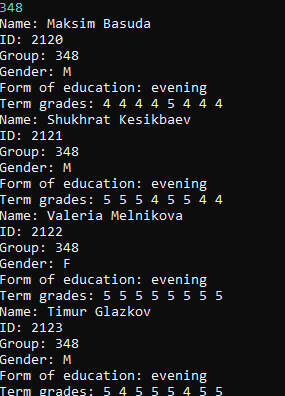 348
Name: Maksim Basuda
ID: 2120
Group: 348
Gender: M
Form of education: evening
Term grades: 4 4 4 4 5 4 4 4
Name: Shukhrat Kesikbaev
ID: 2121
Group: 348
Gender: M
Form of education: evening
Term grades: 5 5 5 4 5 5 4 4
Name: Valeria Melnikova
ID: 2122
Group: 348
Gender: F
Form of education: evening
Term grades: 5 5 5 5 5 5 5 5
Name: Timur Glazkov
ID: 2123
Group: 348
Gender: M
Form of education: evening
Term grades: 5 4 5 5 5 4 5 5